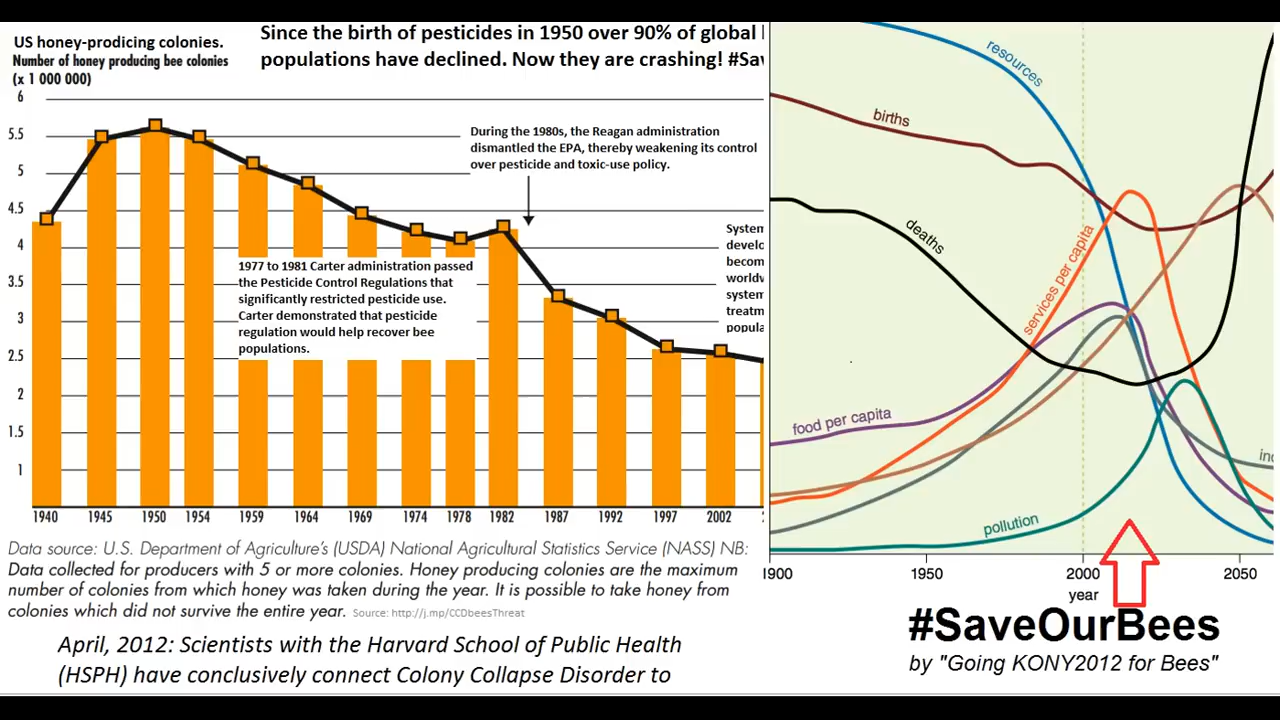 US honey-prodicing colonies.
Number of honey producing bee colonies
(x 1 000 000)
Since the birth of pesticides in 1950 over 90% of global
populations have declined. Now they are crashing! #Sav
6
5.5
5
4.5
4
3.5
3
2.5
2
1.5
1
During the 1980s, the Reagan administration
dismantled the EPA, thereby weakening its control
over pesticide and toxic-use policy.
1977 to 1981 Carter administration passed
the Pesticide Control Regulations that
significantly restricted pesticide use.
Carter demonstrated that pesticide
regulation would help recover bee
populations.
System
develo
becom
worldw
system
treatm
popula
1940 1945 1950 1954 1959 1964 1969 1974 1978 1982 1987 1992 1997 2002
Data source: U.S. Department of Agriculture's (USDA) National Agricultural Statistics Service (NASS) NB:
Data collected for producers with 5 or more colonies. Honey producing colonies are the maximum
number of colonies from which honey was taken during the year. It is possible to take honey from
colonies which did not survive the entire year. Source: http://j.mp/CCDbeesThreat
April, 2012: Scientists with the Harvard School of Public Health
(HSPH) have conclusively connect Colony Collapse Disorder to
resources
births
deaths
services per capita
food per capita
inc
pollution
1900 1950 2000 2050
year
#SaveOurBees
by "Going KONY2012 for Bees"